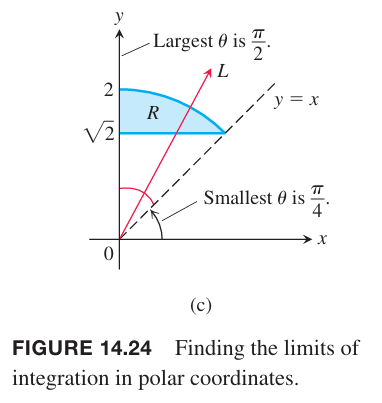 y
Largest θ is π/2.
L
2
y = x
R
√2
Smallest θ is π/4.
x
0
(c)
FIGURE 14.24 Finding the limits of
integration in polar coordinates.